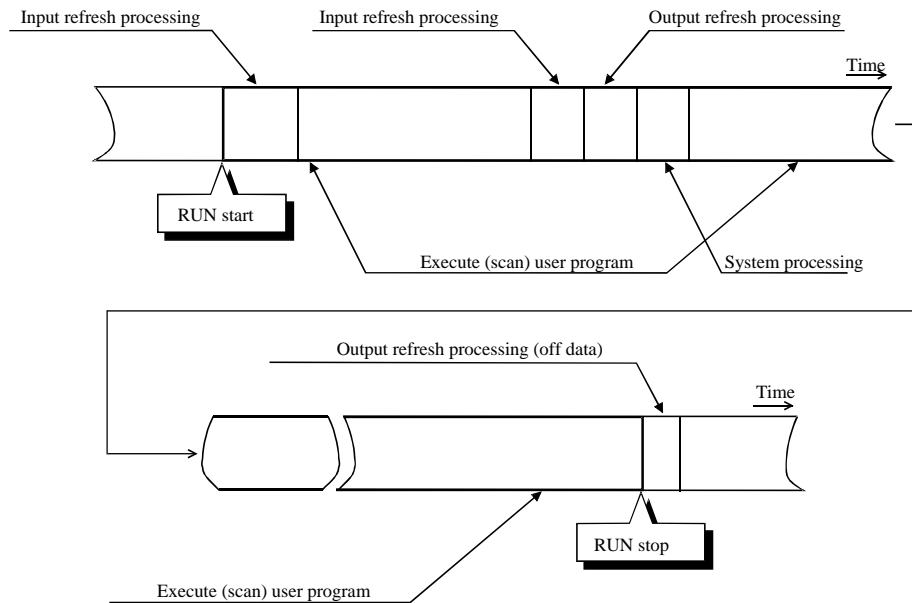 Input refresh processing
Input refresh processing
Output refresh processing
Time
RUN start
Execute (scan) user program
System processing
Output refresh processing (off data)
Time
RUN stop
Execute (scan) user program